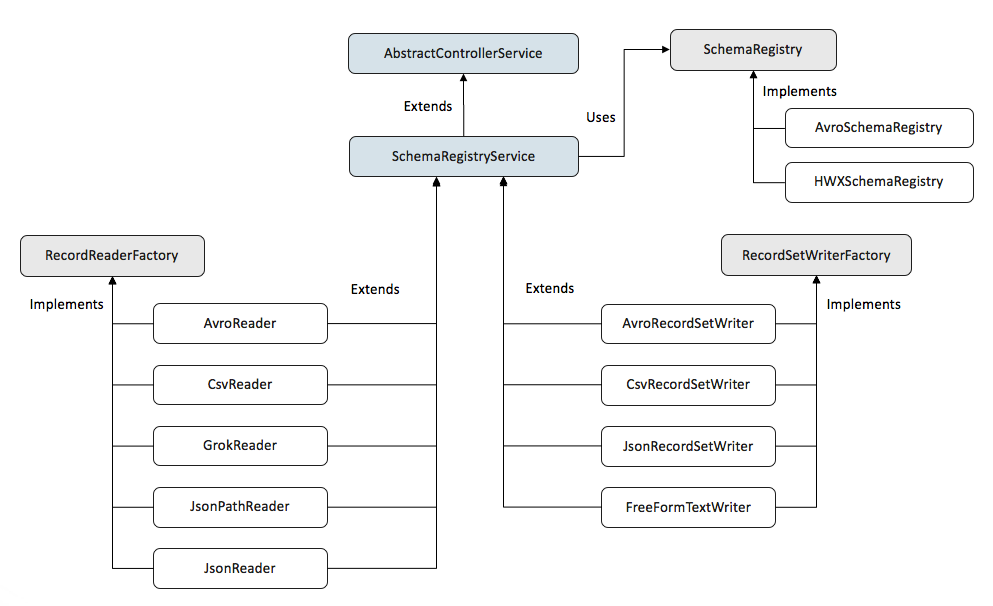 AbstractControllerService
SchemaRegistry
Extends
Implements
Uses
AvroSchemaRegistry
SchemaRegistryService
HWXSchemaRegistry
RecordReaderFactory
RecordSetWriterFactory
Implements
Extends
Extends
Implements
AvroReader
AvroRecordSetWriter
CsvReader
CsvRecordSetWriter
GrokReader
JsonRecordSetWriter
JsonPathReader
FreeFormTextWriter
JsonReader